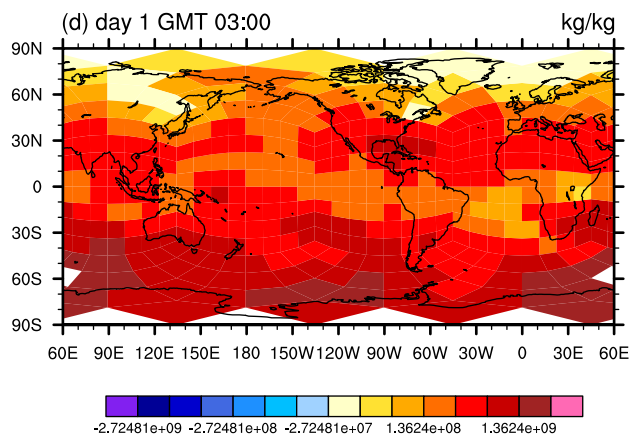 (d) day 1 GMT 03:00 kg/kg
90N
60N
30N
0
30S
60S
90S
60E 90E 120E 150E 180 150W 120W 90W 60W 30W 0 30E 60E
-2.72481e+09 -2.72481e+08 -2.72481e+07 1.3624e+08 1.3624e+09